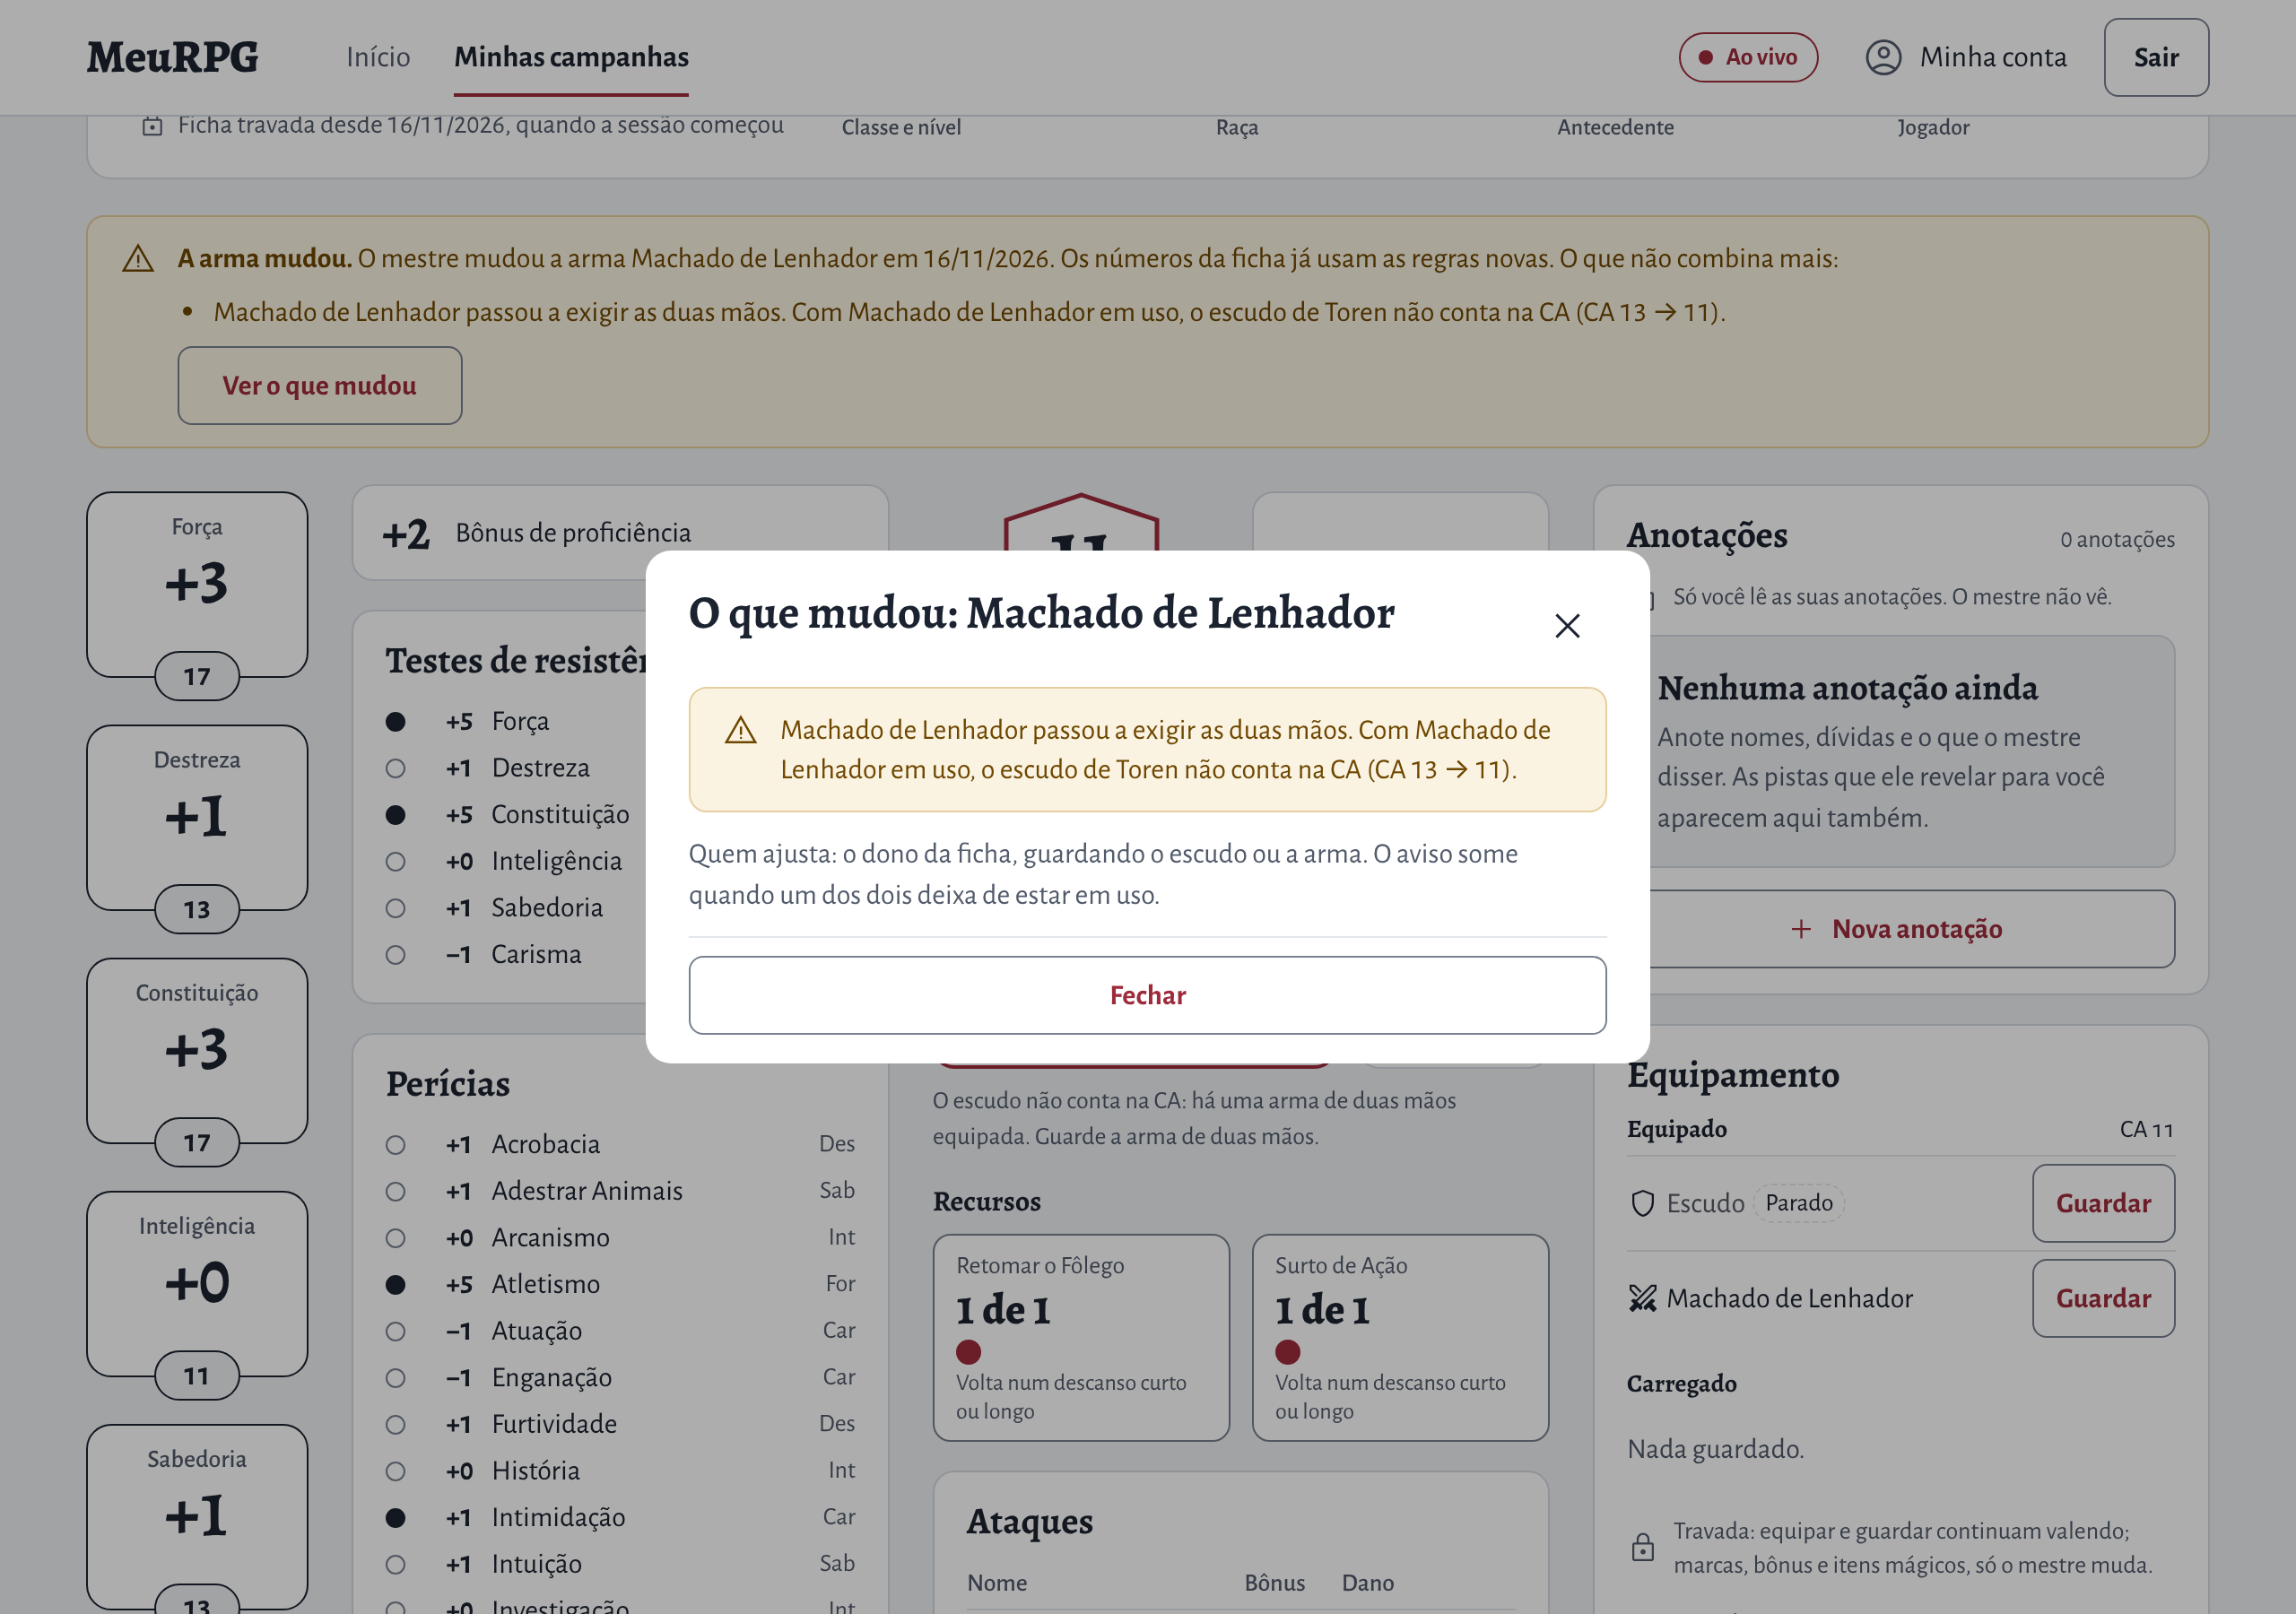 MeuRPG
Início
Minhas campanhas
Ao vivo
Minha conta
Sair
Ficha travada desde 16/11/2026, quando a sessão começou
Classe e nível
Raça
Antecedente
Jogador
A arma mudou. O mestre mudou a arma Machado de Lenhador em 16/11/2026. Os números da ficha já usam as regras novas. O que não combina mais:
• Machado de Lenhador passou a exigir as duas mãos. Com Machado de Lenhador em uso, o escudo de Toren não conta na CA (CA 13 → 11).
Ver o que mudou
Força
+3
17
Destreza
+1
13
Constituição
+3
17
Inteligência
+0
11
Sabedoria
+1
13
+2 Bônus de proficiência
Testes de resistên
+5 Força
+1 Destreza
+5 Constituição
+0 Inteligência
+1 Sabedoria
−1 Carisma
Perícias
+1 Acrobacia Des
+1 Adestrar Animais Sab
+0 Arcanismo Int
+5 Atletismo For
−1 Atuação Car
−1 Enganação Car
+1 Furtividade Des
+0 História Int
+1 Intimidação Car
+1 Intuição Sab
+0 Investigação Int
11
O que mudou: Machado de Lenhador
Machado de Lenhador passou a exigir as duas mãos. Com Machado de
Lenhador em uso, o escudo de Toren não conta na CA (CA 13 → 11).
Quem ajusta: o dono da ficha, guardando o escudo ou a arma. O aviso some
quando um dos dois deixa de estar em uso.
Fechar
O escudo não conta na CA: há uma arma de duas mãos
equipada. Guarde a arma de duas mãos.
Recursos
Retomar o Fôlego
1 de 1
Volta num descanso curto
ou longo
Surto de Ação
1 de 1
Volta num descanso curto
ou longo
Ataques
Nome Bônus Dano
Anotações
0 anotações
Só você lê as suas anotações. O mestre não vê.
Nenhuma anotação ainda
Anote nomes, dívidas e o que o mestre
disser. As pistas que ele revelar para você
aparecem aqui também.
+ Nova anotação
Equipamento
Equipado CA 11
Escudo Parado Guardar
Machado de Lenhador Guardar
Carregado
Nada guardado.
Travada: equipar e guardar continuam valendo;
marcas, bônus e itens mágicos, só o mestre muda.